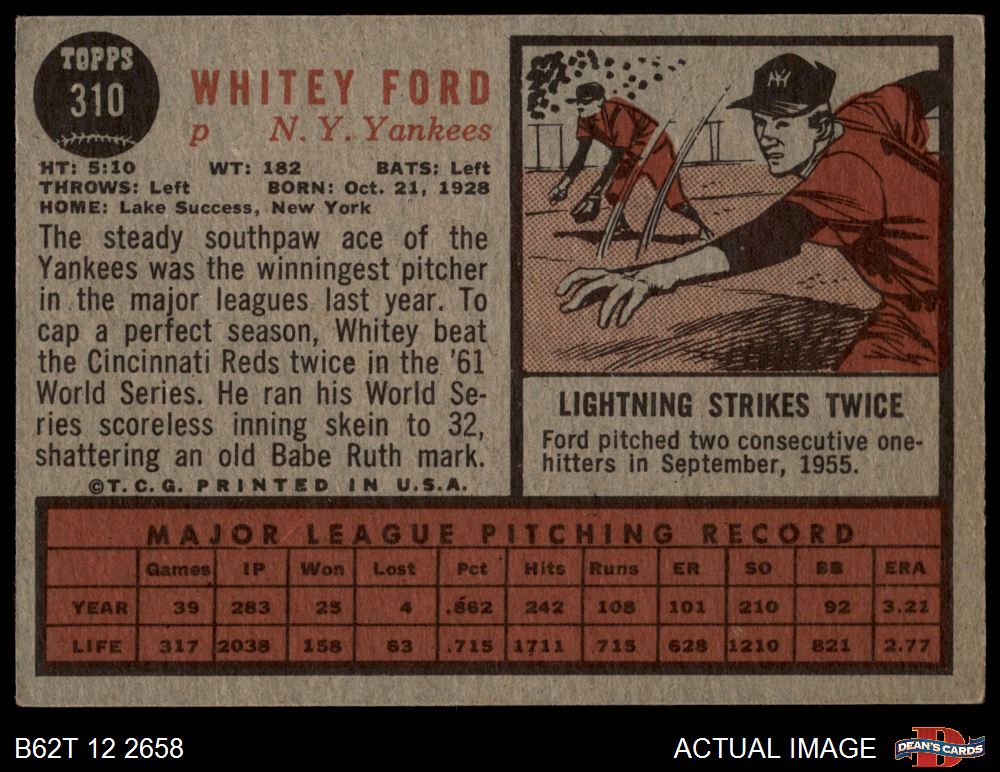 TOPPS
310
WHITEY FORD
p N. Y. Yankees
HT: 5:10 WT: 182 BATS: Left
THROWS: Left BORN: Oct. 21, 1928
HOME: Lake Success, New York
The steady southpaw ace of the
Yankees was the winningest pitcher
in the major leagues last year. To
cap a perfect season, Whitey beat
the Cincinnati Reds twice in the '61
World Series. He ran his World Se-
ries scoreless inning skein to 32,
shattering an old Babe Ruth mark.
©T.C.G. PRINTED IN U.S.A.
NY
LIGHTNING STRIKES TWICE
Ford pitched two consecutive one-
hitters in September, 1955.
MAJOR LEAGUE PITCHING RECORD
Games IP Won Lost Pct Hits Runs ER SO BB ERA
YEAR 39 283 25 4 .862 242 108 101 210 92 3.21
LIFE 317 2038 158 63 .715 1711 715 628 1210 821 2.77
B62T 12 2658
ACTUAL IMAGE
D
DEAN'S CARDS